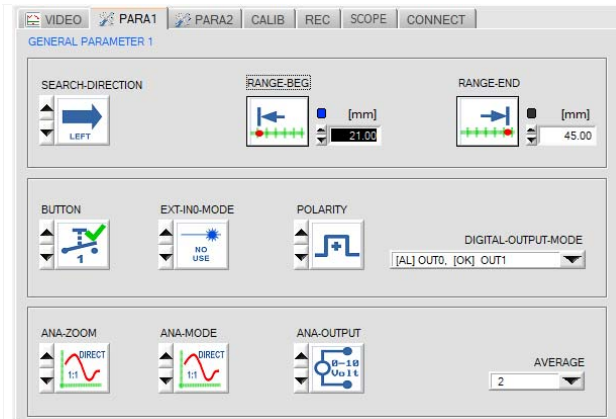 VIDEO PARA1 PARA2 CALIB REC SCOPE CONNECT
GENERAL PARAMETER 1
SEARCH-DIRECTION RANGE-BEG RANGE-END
[mm] [mm]
LEFT 21.00 45.00
BUTTON EXT-IN0-MODE POLARITY
DIGITAL-OUTPUT-MODE
1 NO USE + [AL] OUT0, [OK] OUT1
ANA-ZOOM ANA-MODE ANA-OUTPUT
DIRECT DIRECT 0-10
AVERAGE
1:1 1:1 Volt
2